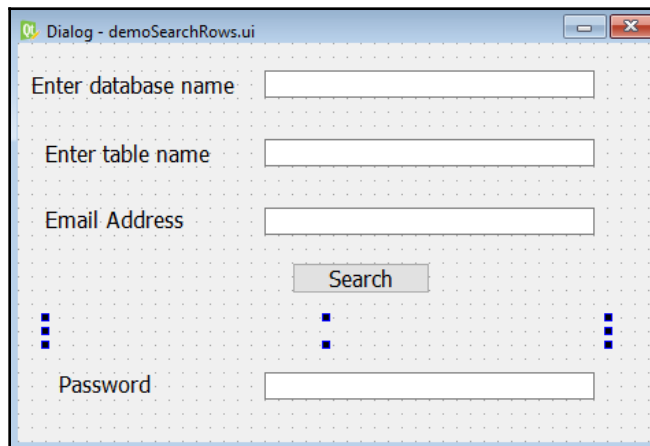 Dialog - demoSearchRows.ui
Enter database name
Enter table name
Email Address
Search
Password